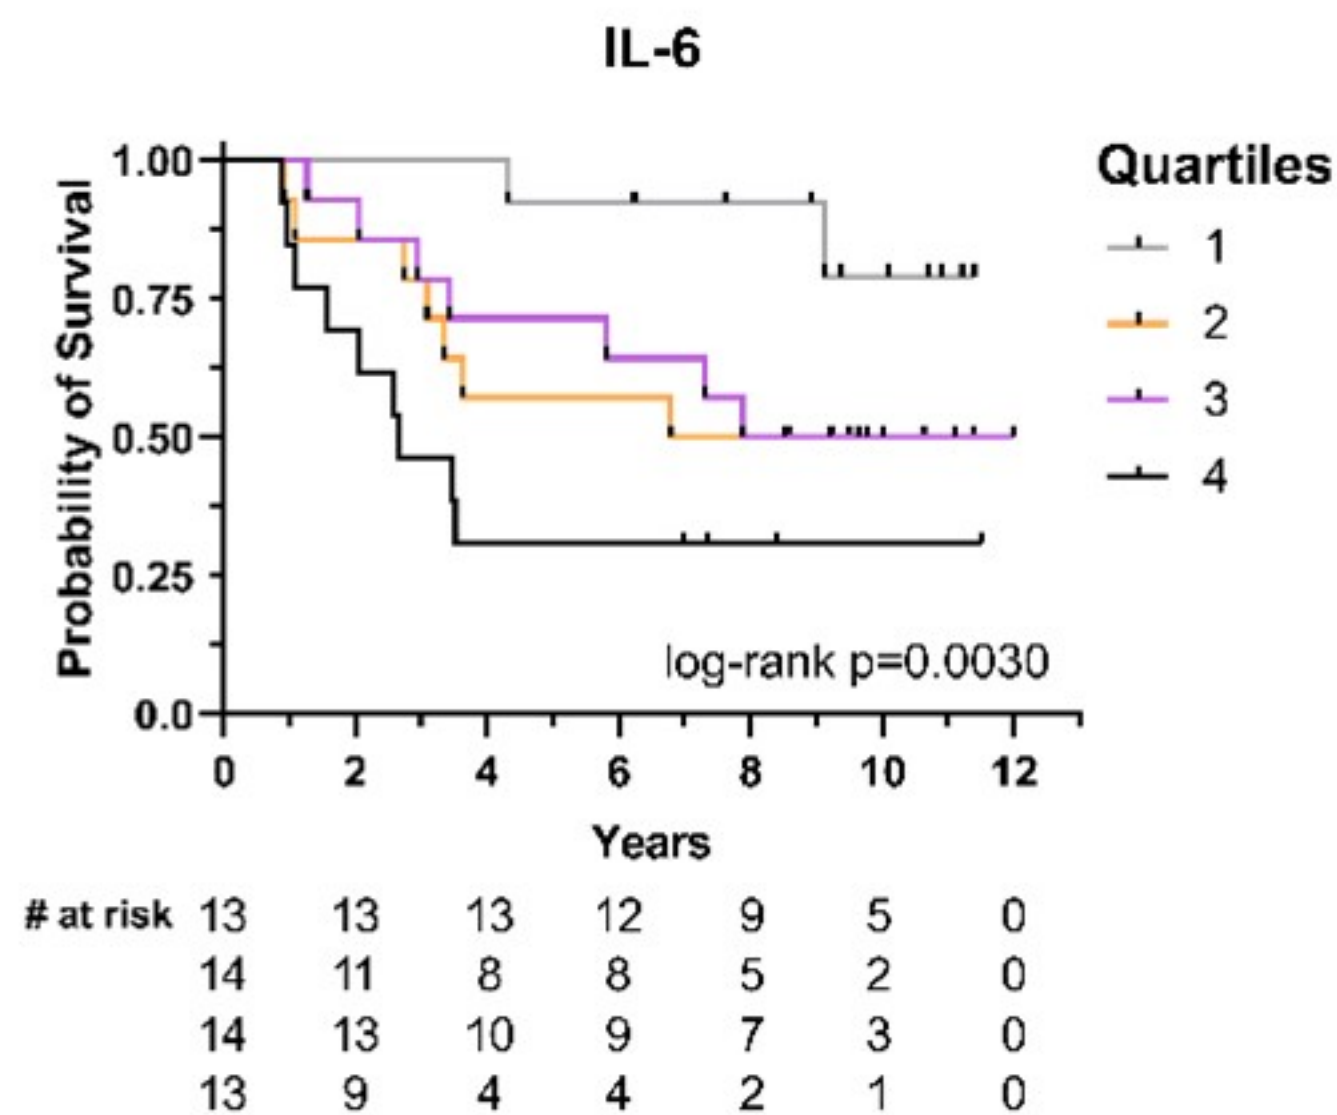 IL-6
Probability of Survival
1.00
0.75
0.50
0.25
0.0
log-rank p=0.0030
0 2 4 6 8 10 12
Years
Quartiles
1
2
3
4
# at risk 13 13 13 12 9 5 0
14 11 8 8 5 2 0
14 13 10 9 7 3 0
13 9 4 4 2 1 0